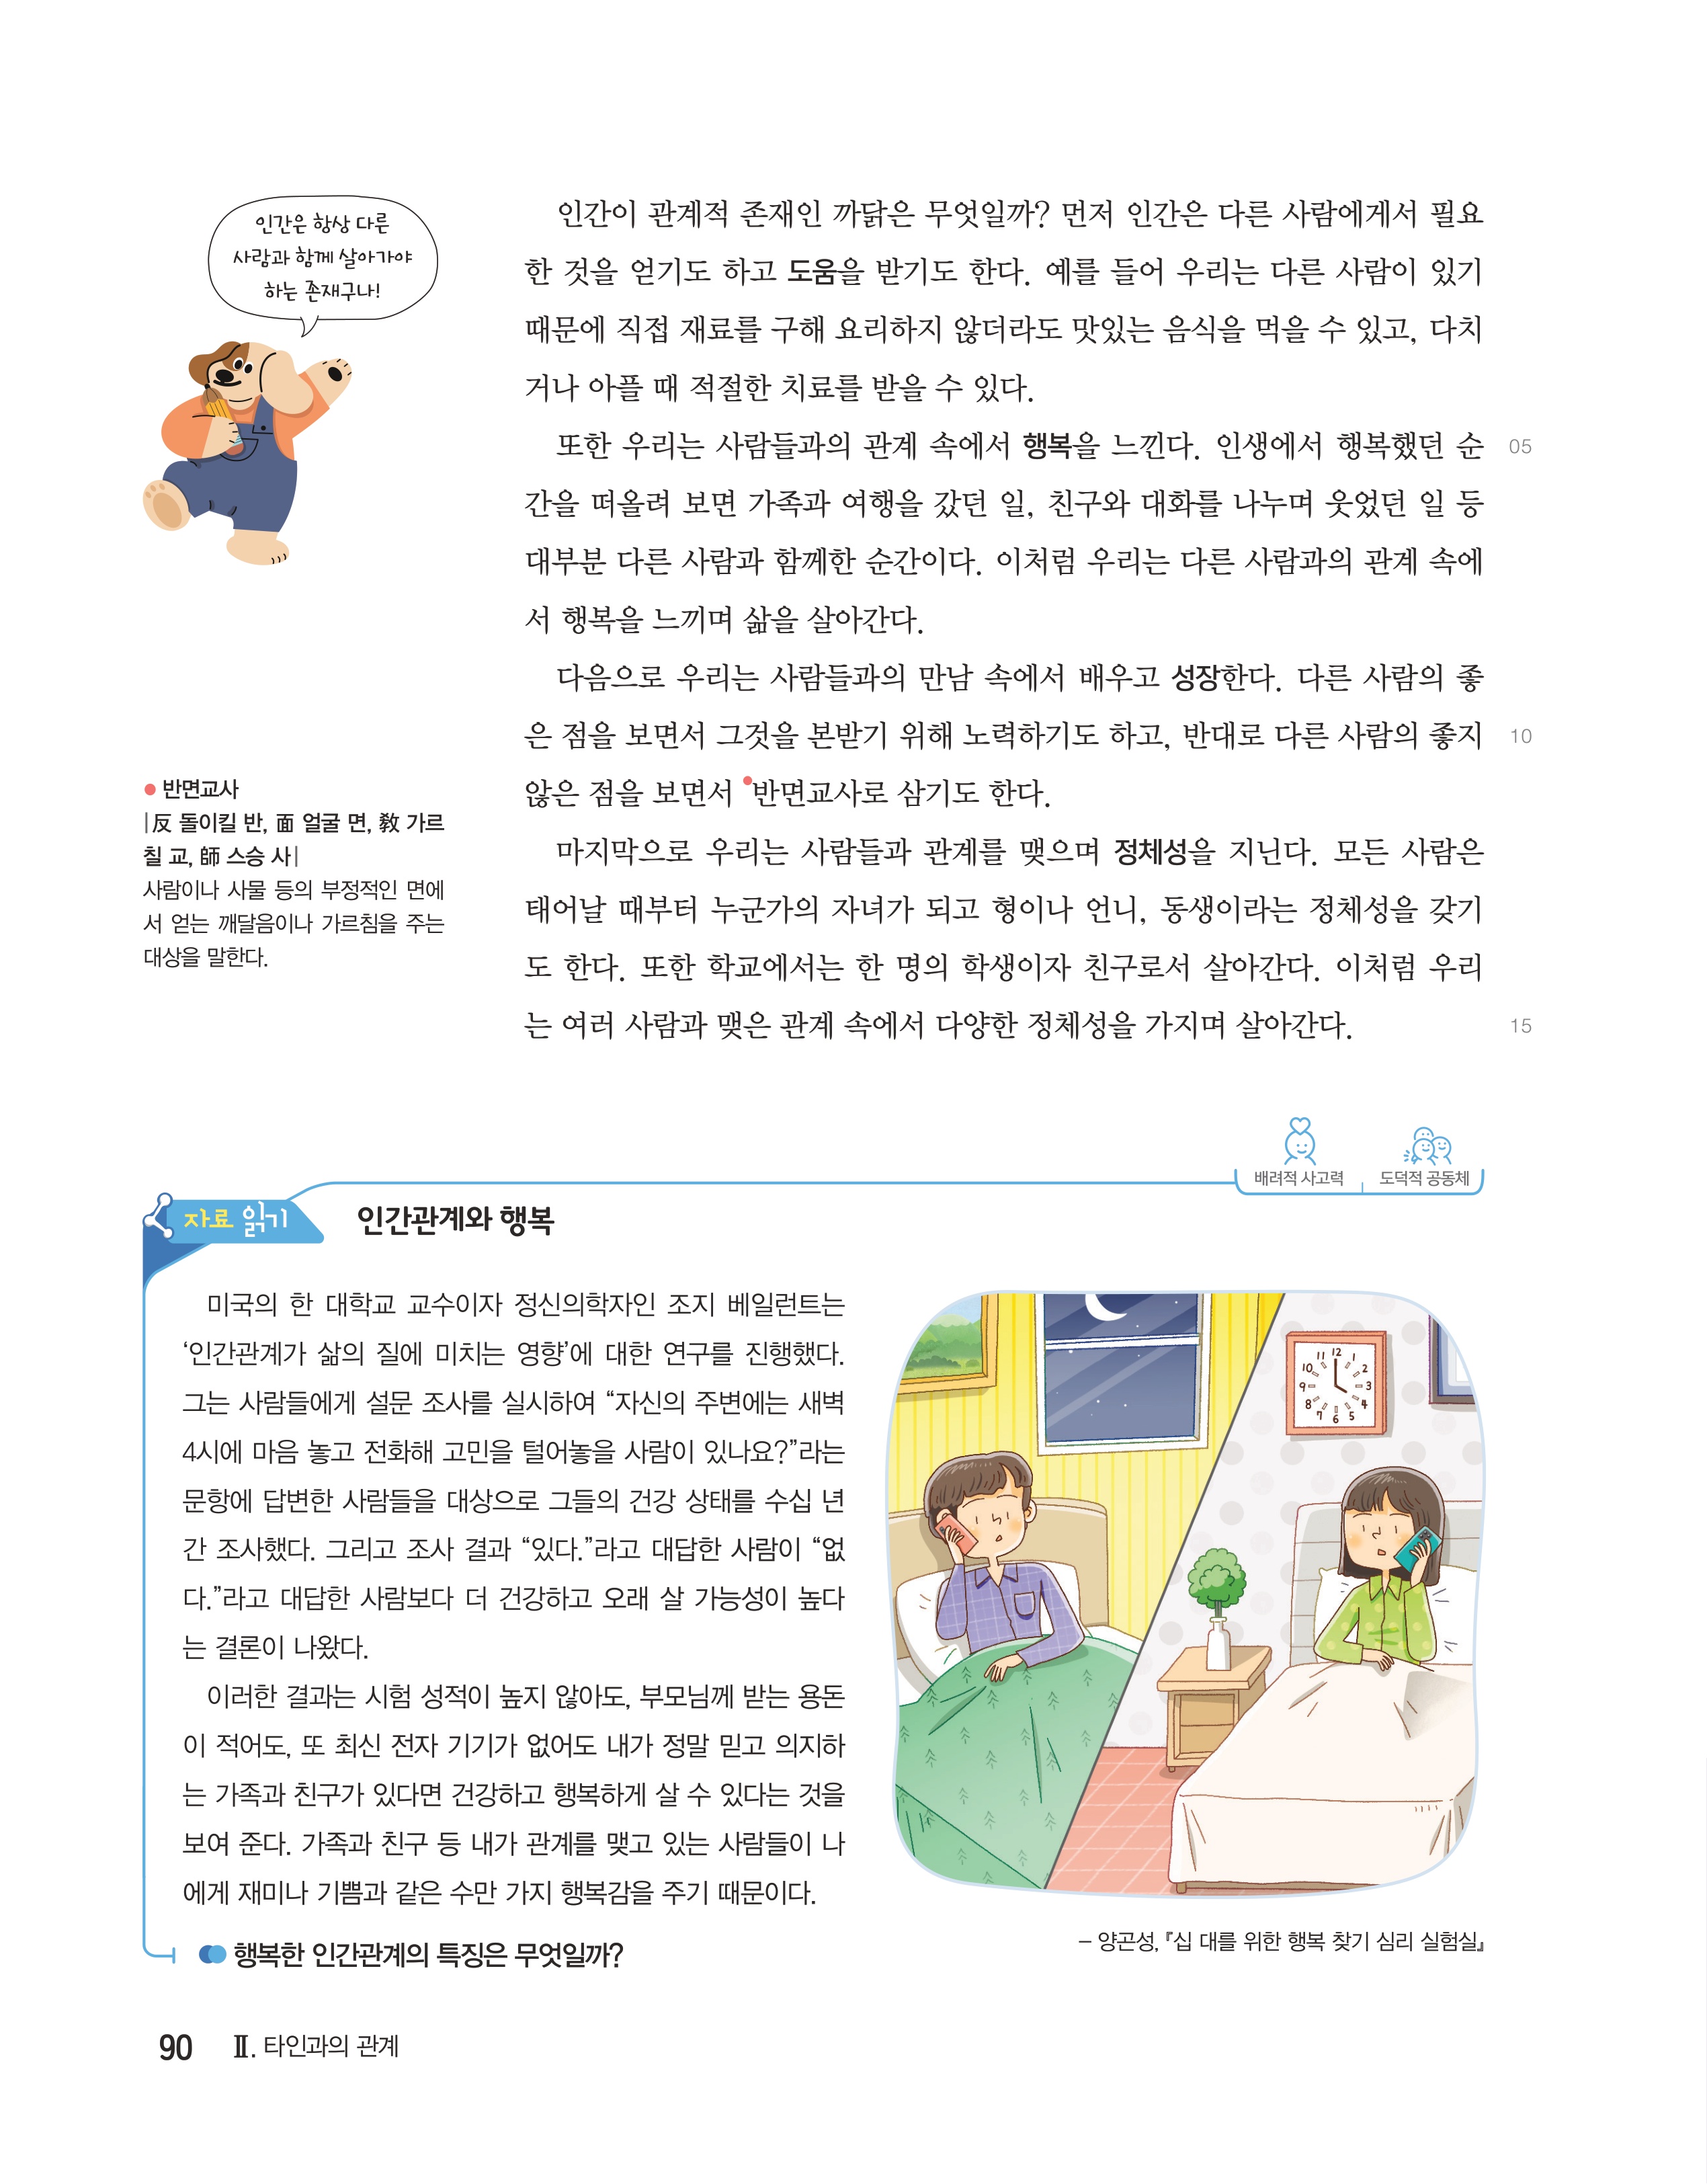 인간은 항상 다른
사람과 함께 살아가야
하는 존재구나!
인간이 관계적 존재인 까닭은 무엇일까? 먼저 인간은 다른 사람에게서 필요
한 것을 얻기도 하고 도움을 받기도 한다. 예를 들어 우리는 다른 사람이 있기
때문에 직접 재료를 구해 요리하지 않더라도 맛있는 음식을 먹을 수 있고, 다치
거나 아플 때 적절한 치료를 받을 수 있다.
또한 우리는 사람들과의 관계 속에서 행복을 느낀다. 인생에서 행복했던 순 05
간을 떠올려 보면 가족과 여행을 갔던 일, 친구와 대화를 나누며 웃었던 일 등
대부분 다른 사람과 함께한 순간이다. 이처럼 우리는 다른 사람과의 관계 속에
서 행복을 느끼며 삶을 살아간다.
다음으로 우리는 사람들과의 만남 속에서 배우고 성장한다. 다른 사람의 좋
은 점을 보면서 그것을 본받기 위해 노력하기도 하고, 반대로 다른 사람의 좋지 10
않은 점을 보면서 •반면교사로 삼기도 한다.
마지막으로 우리는 사람들과 관계를 맺으며 정체성을 지닌다. 모든 사람은
태어날 때부터 누군가의 자녀가 되고 형이나 언니, 동생이라는 정체성을 갖기
도 한다. 또한 학교에서는 한 명의 학생이자 친구로서 살아간다. 이처럼 우리
는 여러 사람과 맺은 관계 속에서 다양한 정체성을 가지며 살아간다. 15
● 반면교사
|反 돌이킬 반, 面 얼굴 면, 敎 가르
칠 교, 師 스승 사|
사람이나 사물 등의 부정적인 면에
서 얻는 깨달음이나 가르침을 주는
대상을 말한다.
배려적 사고력 | 도덕적 공동체
자료 읽기 인간관계와 행복
미국의 한 대학교 교수이자 정신의학자인 조지 베일런트는
‘인간관계가 삶의 질에 미치는 영향’에 대한 연구를 진행했다.
그는 사람들에게 설문 조사를 실시하여 “자신의 주변에는 새벽
4시에 마음 놓고 전화해 고민을 털어놓을 사람이 있나요?”라는
문항에 답변한 사람들을 대상으로 그들의 건강 상태를 수십 년
간 조사했다. 그리고 조사 결과 “있다.”라고 대답한 사람이 “없
다.”라고 대답한 사람보다 더 건강하고 오래 살 가능성이 높다
는 결론이 나왔다.
이러한 결과는 시험 성적이 높지 않아도, 부모님께 받는 용돈
이 적어도, 또 최신 전자 기기가 없어도 내가 정말 믿고 의지하
는 가족과 친구가 있다면 건강하고 행복하게 살 수 있다는 것을
보여 준다. 가족과 친구 등 내가 관계를 맺고 있는 사람들이 나
에게 재미나 기쁨과 같은 수만 가지 행복감을 주기 때문이다.
행복한 인간관계의 특징은 무엇일까?
12 1 2 3 4 5 6 7 8 9 10 11
– 양곤성, 『십 대를 위한 행복 찾기 심리 실험실』
90 Ⅱ. 타인과의 관계